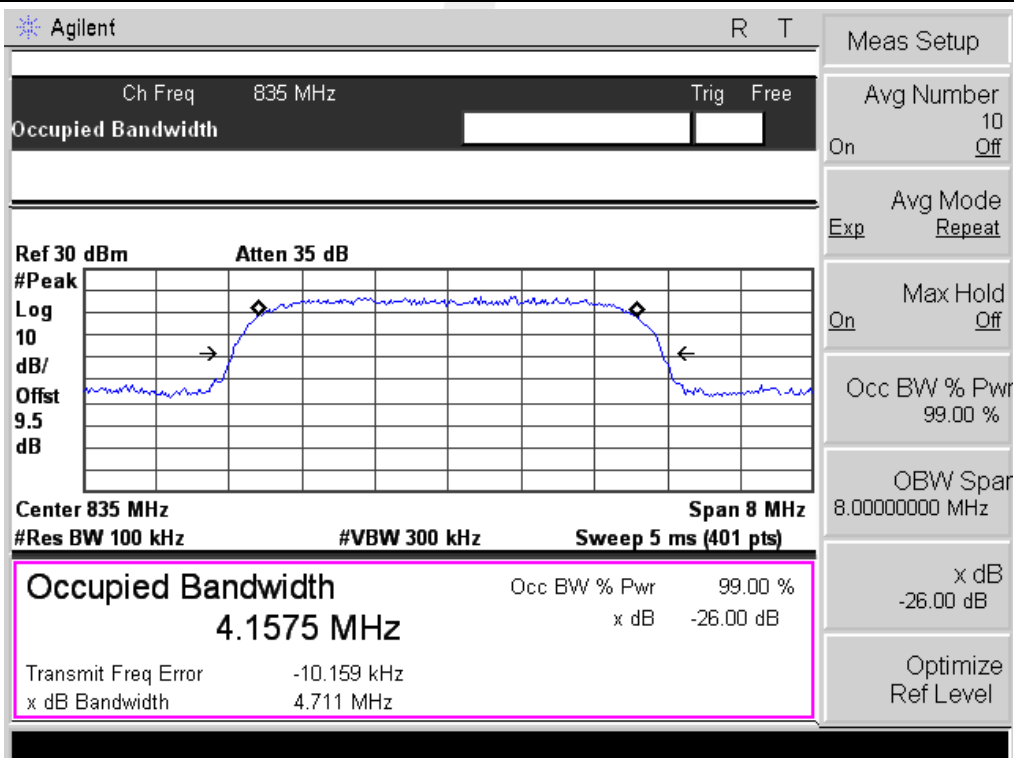 Agilent R T
Ch Freq 835 MHz Trig Free
Occupied Bandwidth
Ref 30 dBm Atten 35 dB
#Peak
Log
10
dB/
Offst
9.5
dB
Center 835 MHz Span 8 MHz
#Res BW 100 kHz #VBW 300 kHz Sweep 5 ms (401 pts)
Occupied Bandwidth
4.1575 MHz
Occ BW % Pwr 99.00 %
x dB -26.00 dB
Transmit Freq Error -10.159 kHz
x dB Bandwidth 4.711 MHz
Meas Setup
Avg Number
10
On Off
Avg Mode
Exp Repeat
Max Hold
On Off
Occ BW % Pwr
99.00 %
OBW Span
8.00000000 MHz
x dB
-26.00 dB
Optimize
Ref Level